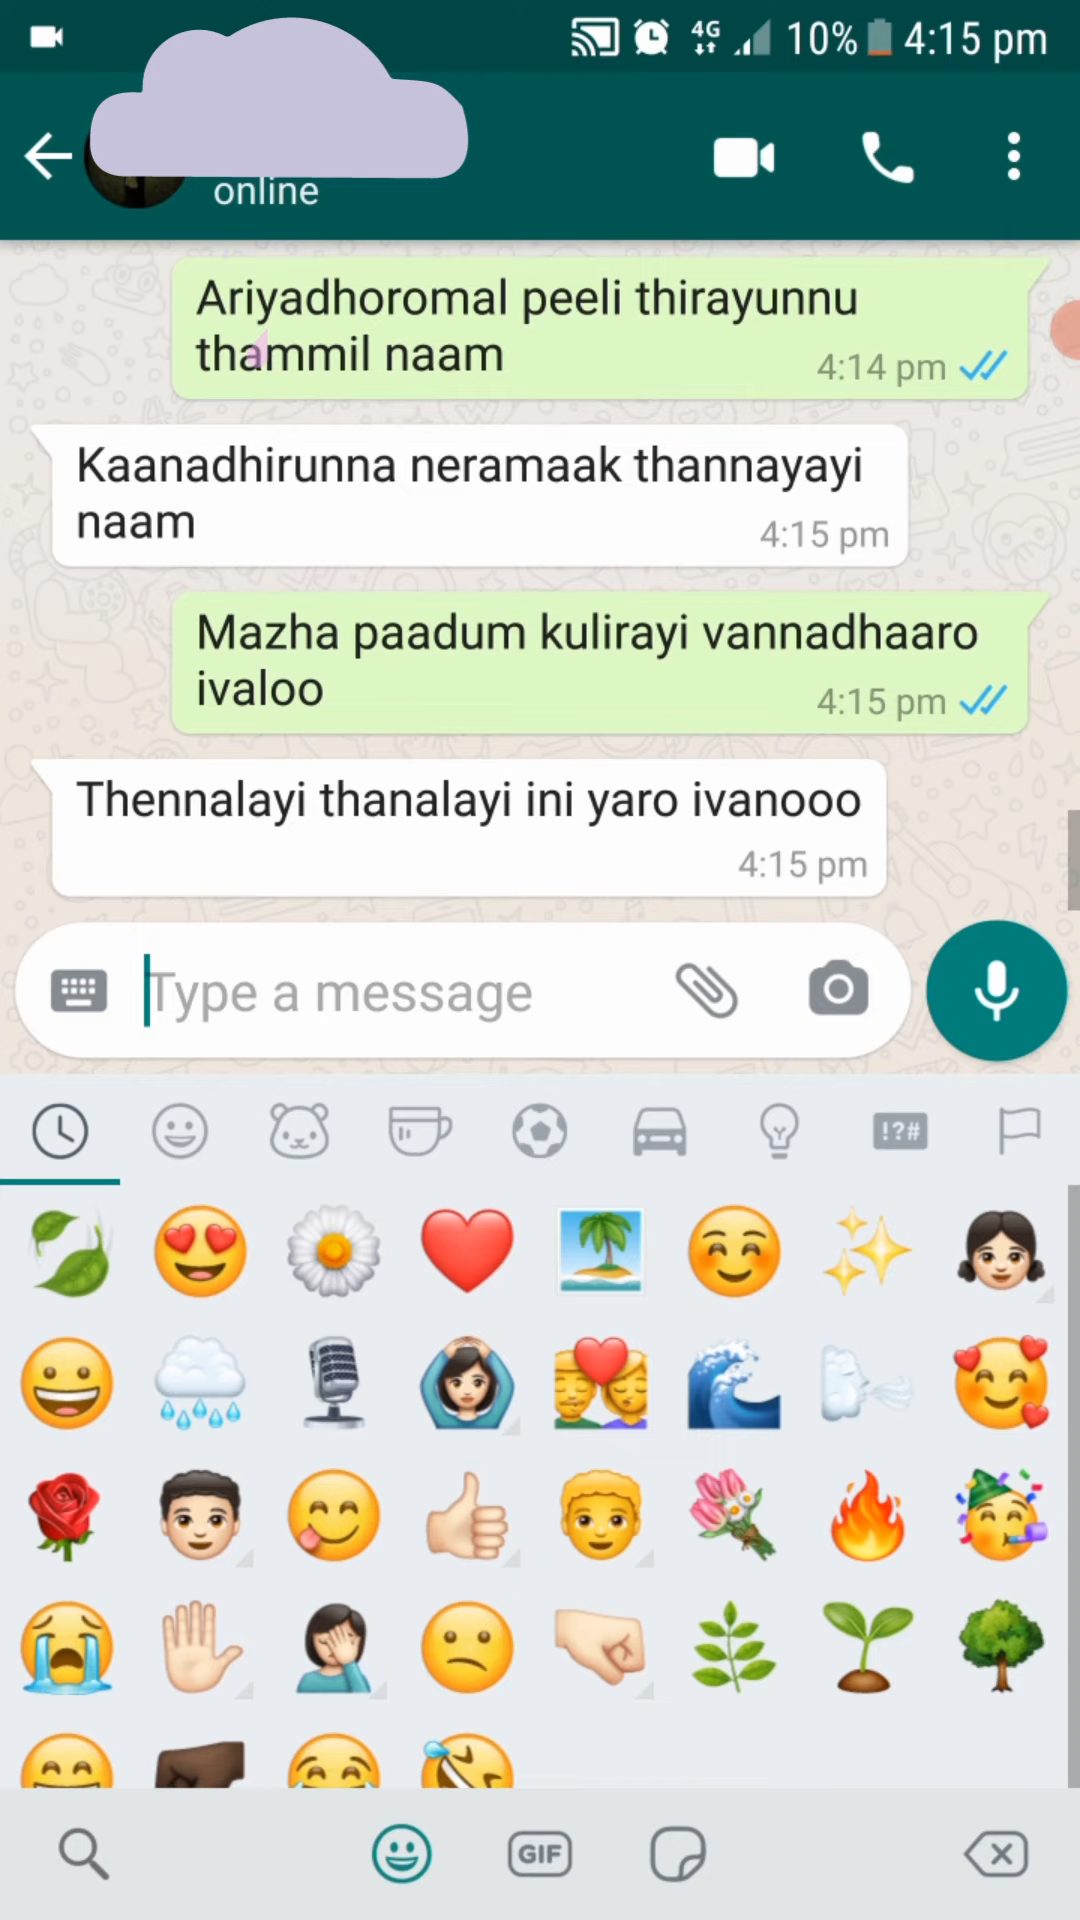 4G 10% 4:15 pm
online
Ariyadhoromal peeli thirayunnu
thammil naam
4:14 pm
Kaanadhirunna neramaak thannayayi
naam
4:15 pm
Mazha paadum kulirayi vannadhaaro
ivaloo
4:15 pm
Thennalayi thanalayi ini yaro ivanooo
4:15 pm
Type a message
!?#
GIF